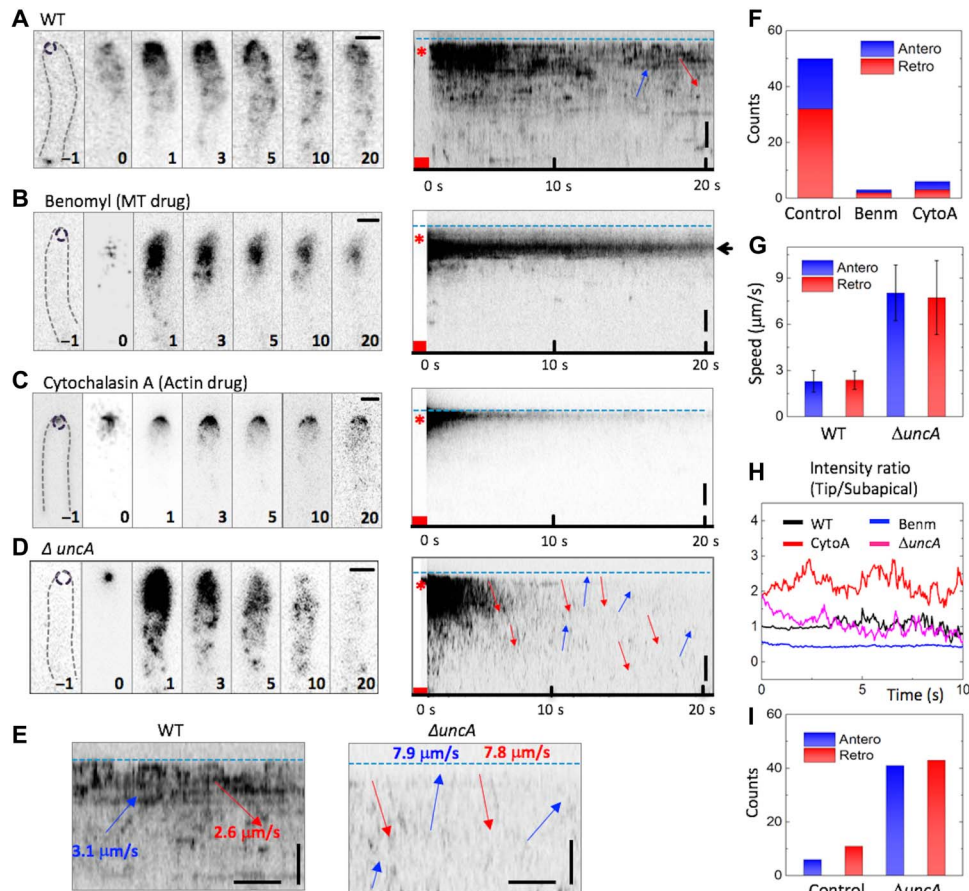 A WT
−1 0 1 3 5 10 20
*
0 s 10 s 20 s
B Benomyl (MT drug)
−1 0 1 3 5 10 20
*
0 s 10 s 20 s
C Cytochalasin A (Actin drug)
−1 0 1 3 5 10 20
*
0 s 10 s 20 s
D Δ uncA
−1 0 1 3 5 10 20
*
0 s 10 s 20 s
E WT
3.1 μm/s
2.6 μm/s
ΔuncA
7.9 μm/s 7.8 μm/s
F
60
40
20
0
Counts
Antero
Retro
Control Benm CytoA
G
9
6
3
0
Speed (μm/s)
Antero
Retro
WT ΔuncA
H Intensity ratio
(Tip/Subapical)
WT Benm
CytoA ΔuncA
4
3
2
1
0
0 5 10
Time (s)
I
60
40
20
0
Counts
Antero
Retro
Control ΔuncA